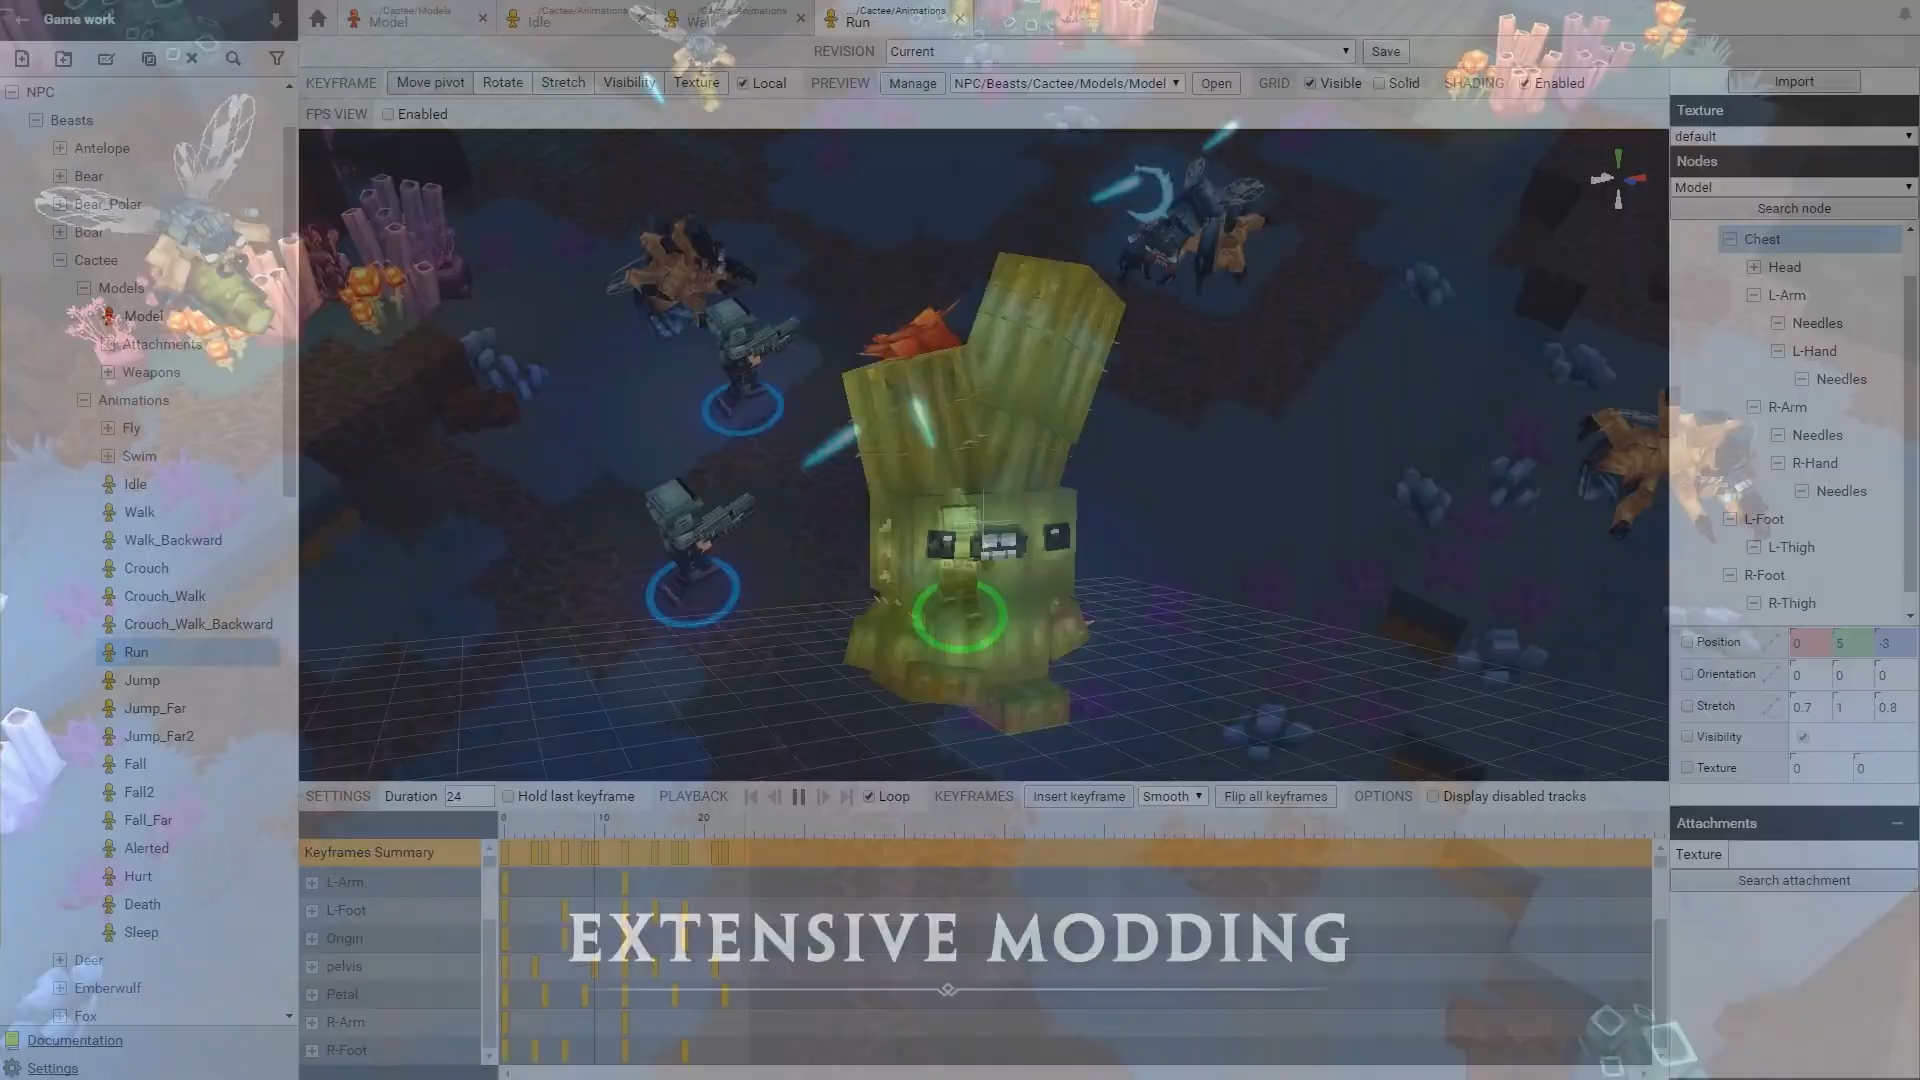 Game work
.../Cactee/Models
Model
.../Cactee/Animations
Idle
.../Cactee/Animations
Walk
.../Cactee/Animations
Run
REVISION Current Save
KEYFRAME Move pivot Rotate Stretch Visibility Texture Local PREVIEW Manage NPC/Beasts/Cactee/Models/Model Open GRID Visible Solid SHADING Enabled
FPS VIEW Enabled
NPC
Beasts
Antelope
Bear
Bear_Polar
Boar
Cactee
Models
Model
Attachments
Weapons
Animations
Fly
Swim
Idle
Walk
Walk_Backward
Crouch
Crouch_Walk
Crouch_Walk_Backward
Run
Jump
Jump_Far
Jump_Far2
Fall
Fall2
Fall_Far
Alerted
Hurt
Death
Sleep
Deer
Emberwulf
Fox
Documentation
Settings
Import
Texture
default
Nodes
Model
Search node
Chest
Head
L-Arm
Needles
L-Hand
Needles
R-Arm
Needles
R-Hand
Needles
L-Foot
L-Thigh
R-Foot
R-Thigh
Position 0 5 -3
Orientation 0 0 0
Stretch 0.7 1 0.8
Visibility
Texture 0 0
Attachments
Texture
Search attachment
SETTINGS Duration 24 Hold last keyframe PLAYBACK Loop KEYFRAMES Insert keyframe Smooth Flip all keyframes OPTIONS Display disabled tracks
0 10 20
Keyframes Summary
L-Arm
L-Foot
Origin
pelvis
Petal
R-Arm
R-Foot
EXTENSIVE MODDING